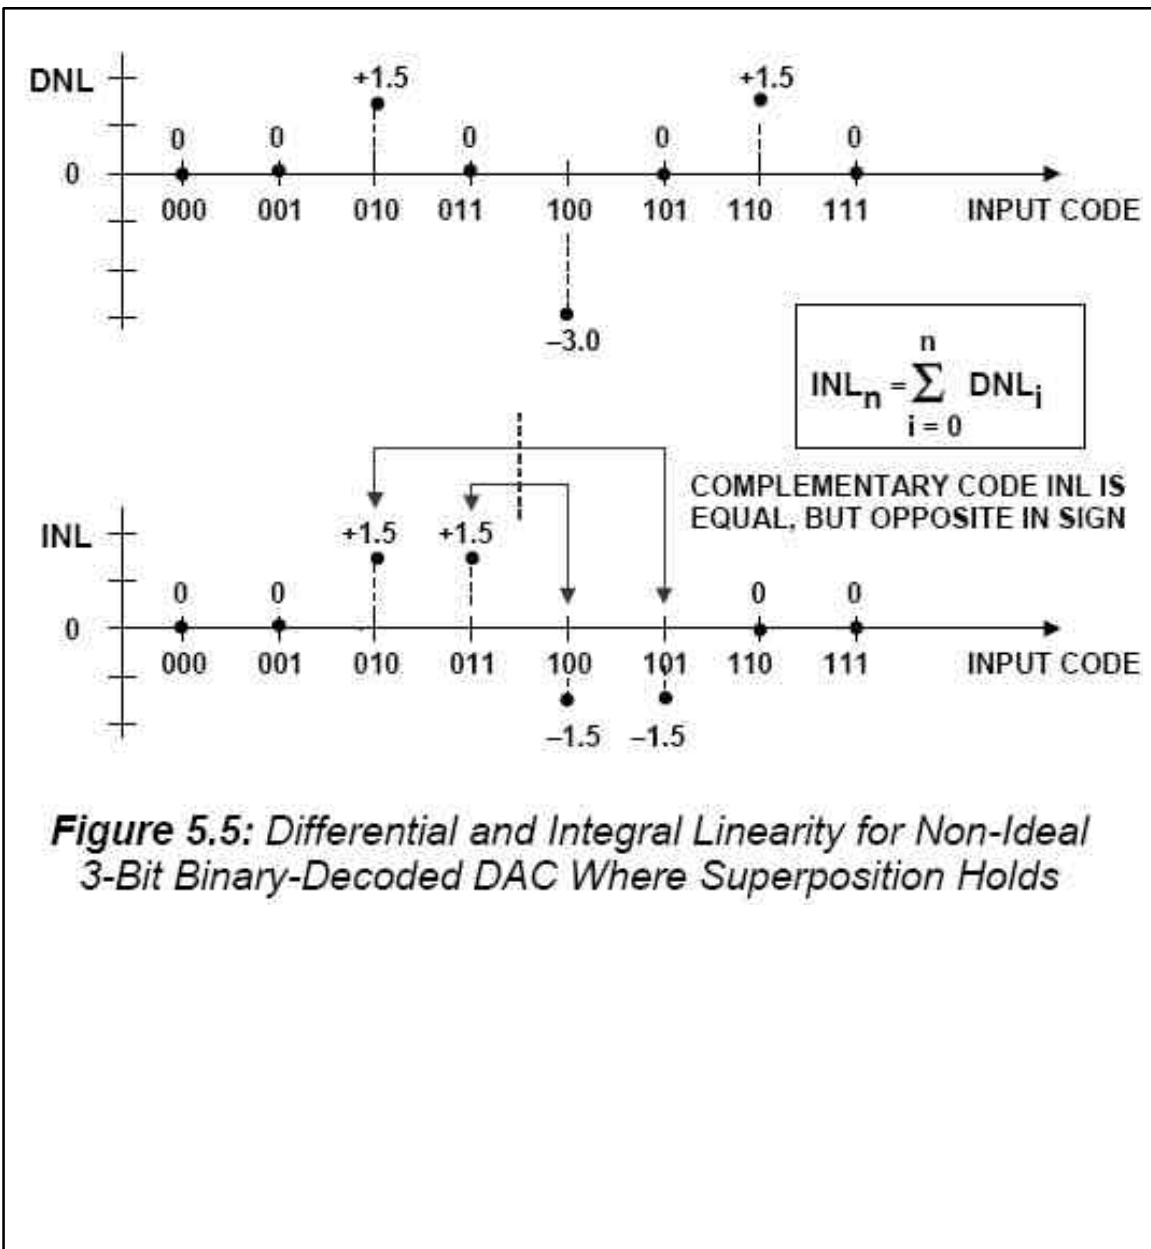 DNL
+1.5 +1.5
0 0 0 0 0
0
000 001 010 011 100 101 110 111 INPUT CODE
–3.0
n
INLn = Σ DNLi
i = 0
COMPLEMENTARY CODE INL IS
EQUAL, BUT OPPOSITE IN SIGN
INL
+1.5 +1.5
0 0 0 0
0
000 001 010 011 100 101 110 111 INPUT CODE
–1.5 –1.5
Figure 5.5: Differential and Integral Linearity for Non-Ideal
3-Bit Binary-Decoded DAC Where Superposition Holds